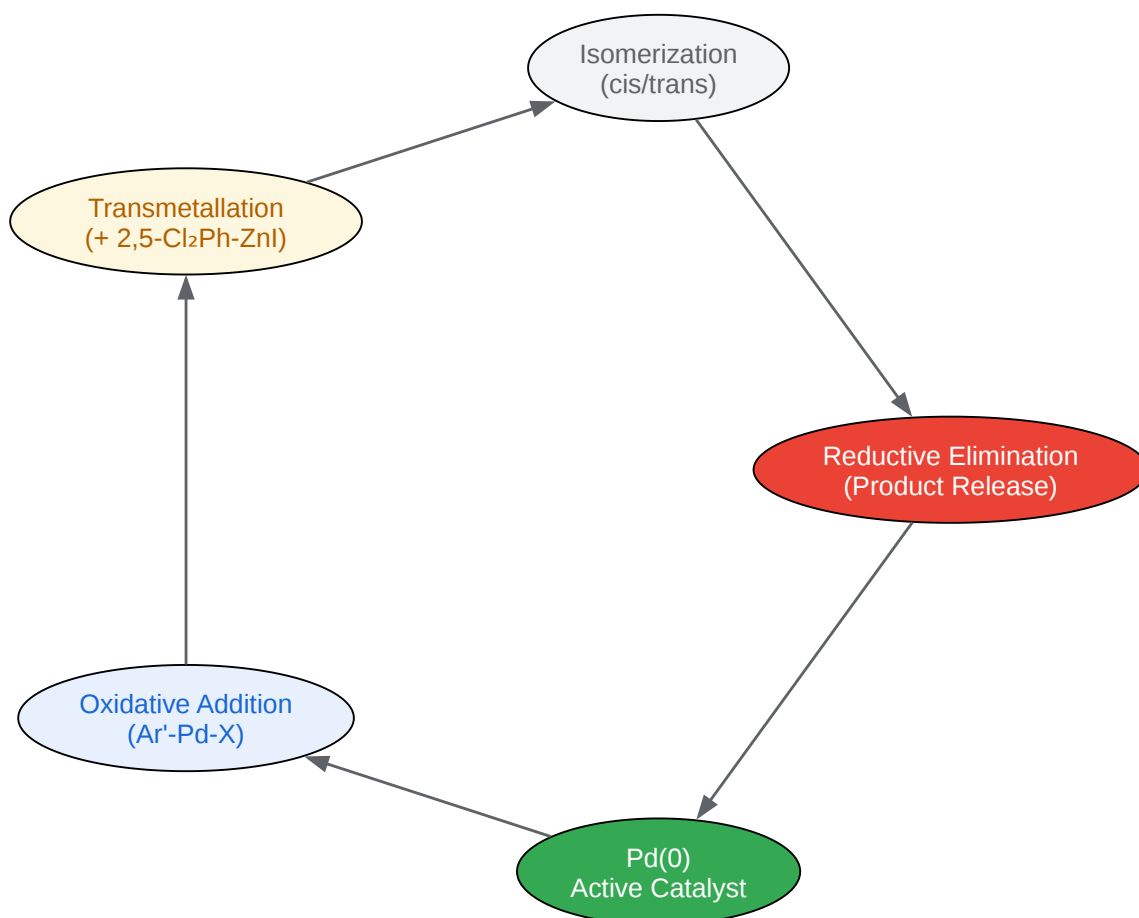 Isomerization
(cis/trans)
Transmetallation
(+ 2,5-Cl₂Ph-ZnI)
Reductive Elimination
(Product Release)
Oxidative Addition
(Ar'-Pd-X)
Pd(0)
Active Catalyst